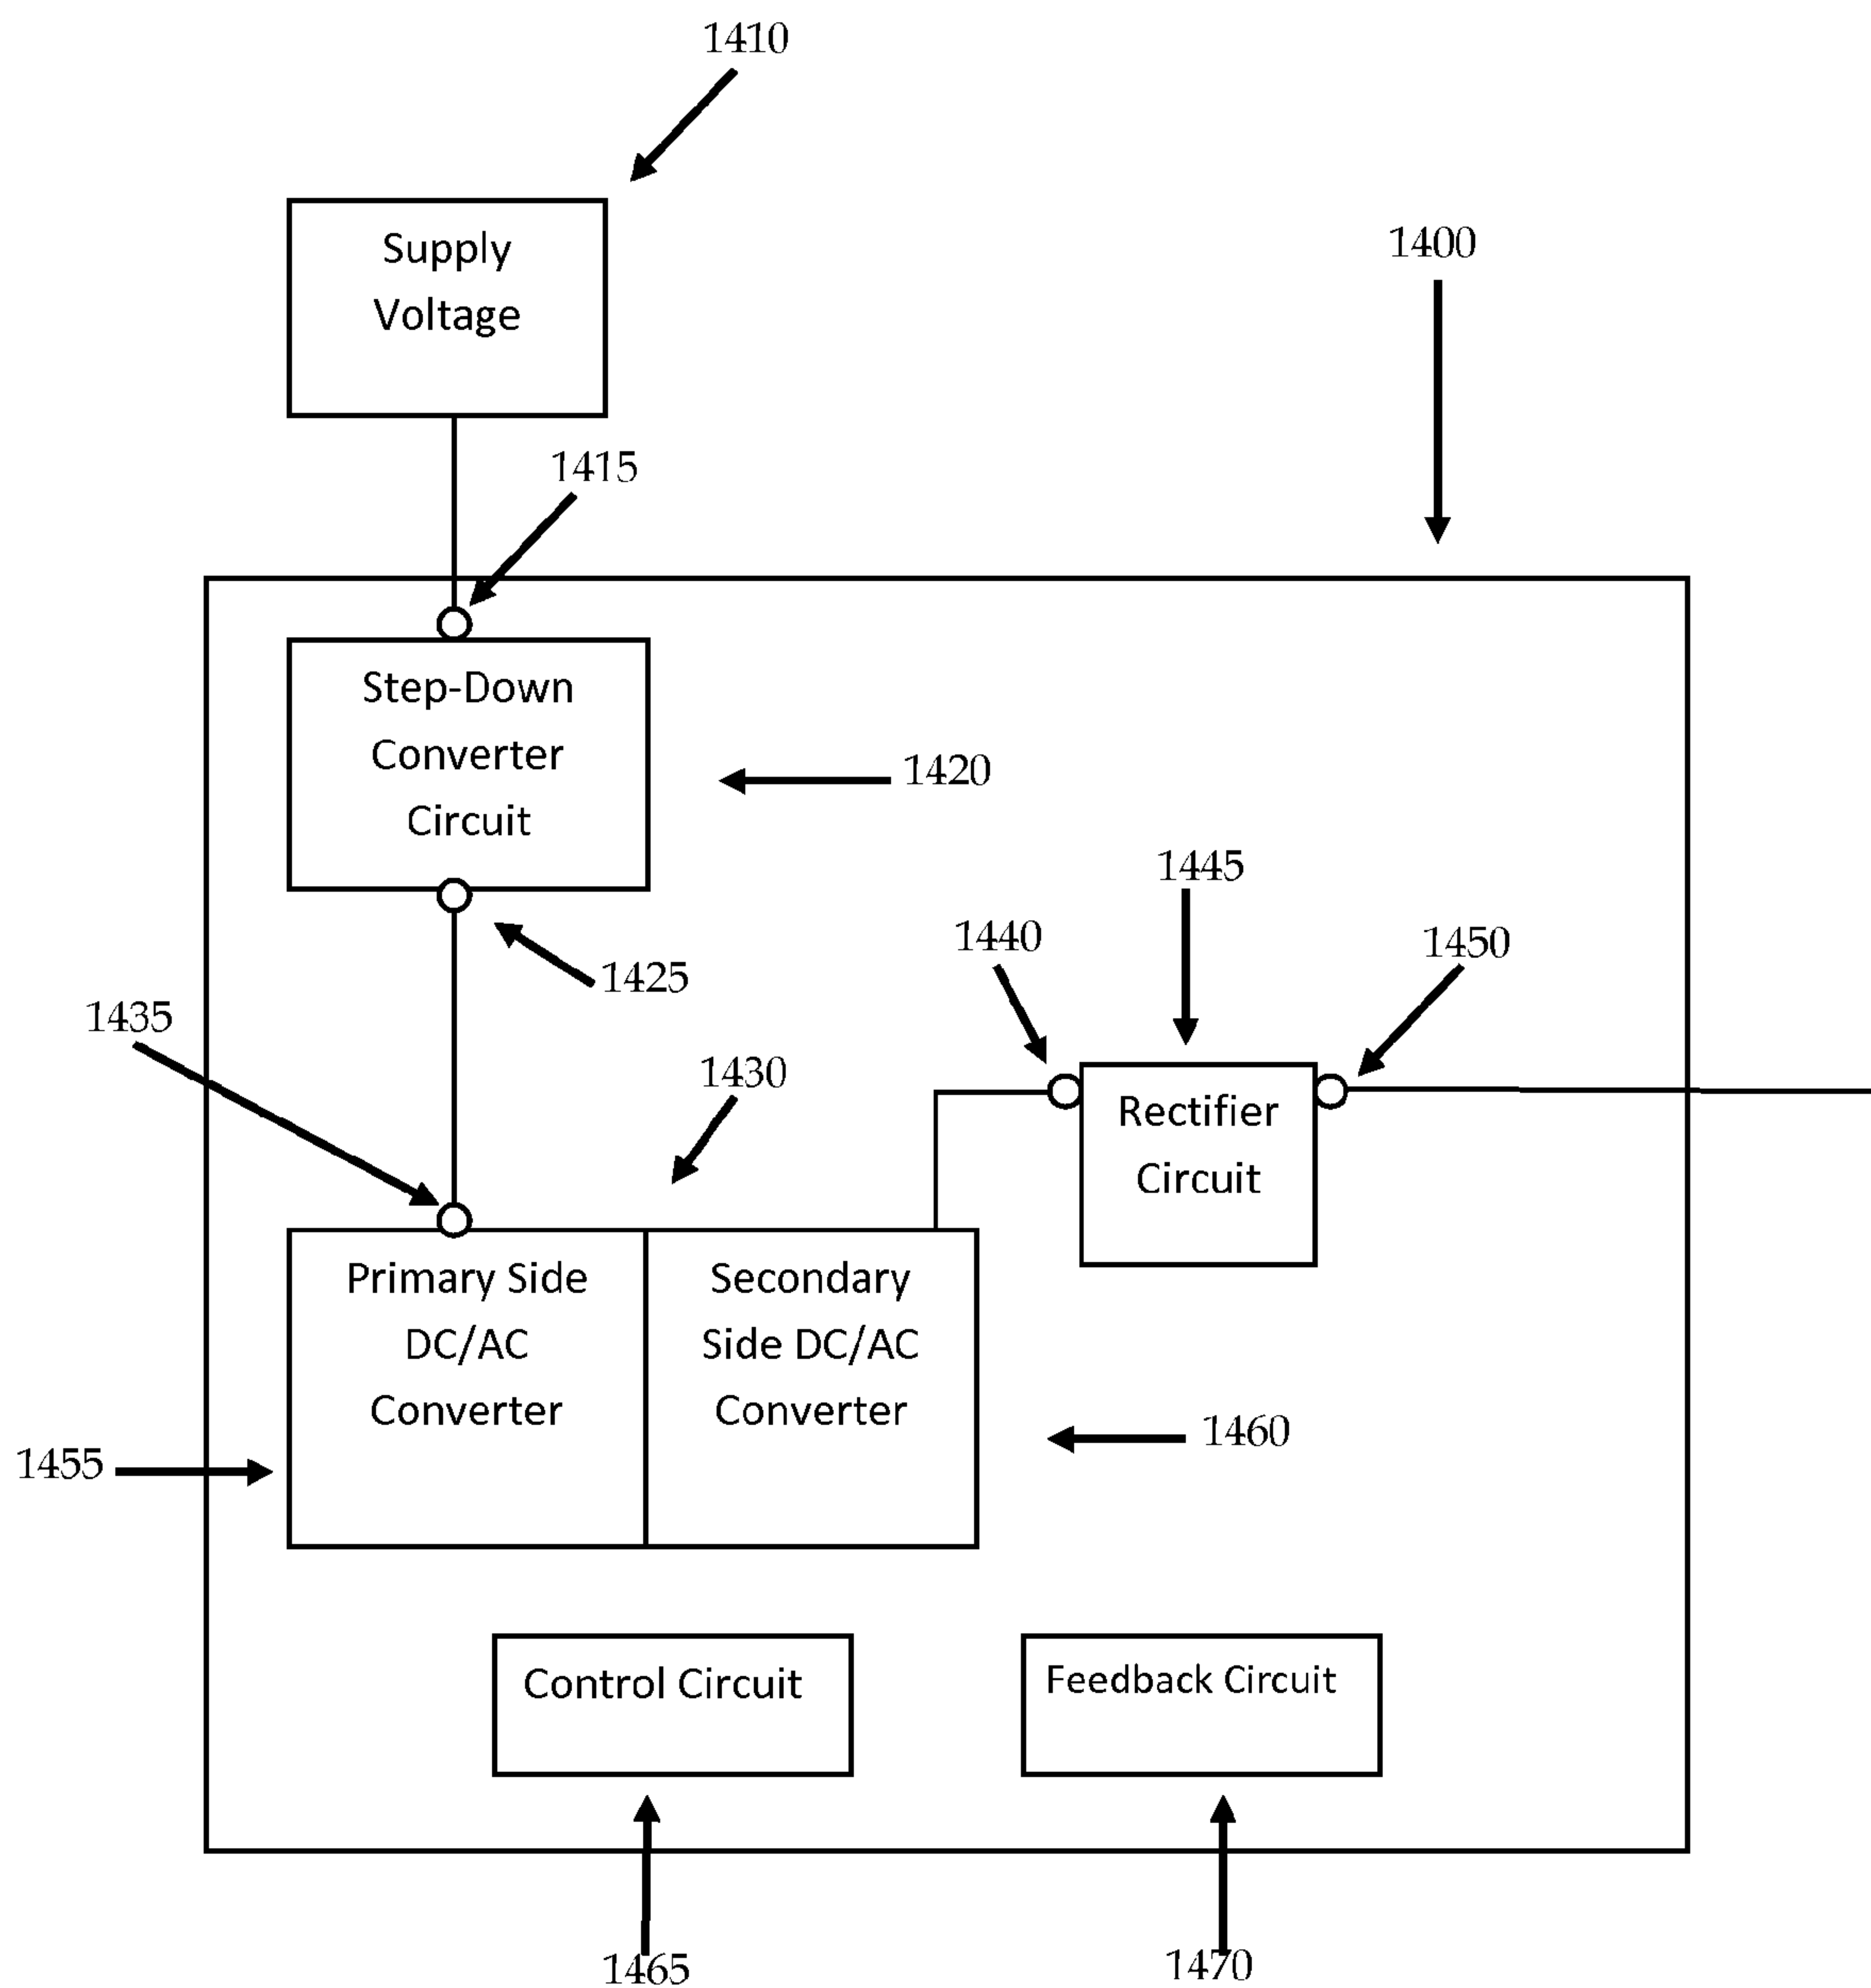 1410
Supply
Voltage
1400
1415
Step-Down
Converter
Circuit
1420
1445
1440
1450
1425
1435
1430
Rectifier
Circuit
Primary Side
DC/AC
Converter
Secondary
Side DC/AC
Converter
1460
1455
Control Circuit
Feedback Circuit
1465
1470